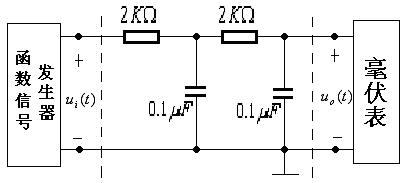 2KΩ 2KΩ
函数信号
发生器
+ +
u_i(t) 0.1μF 0.1μF u_o(t)
− −
毫伏表